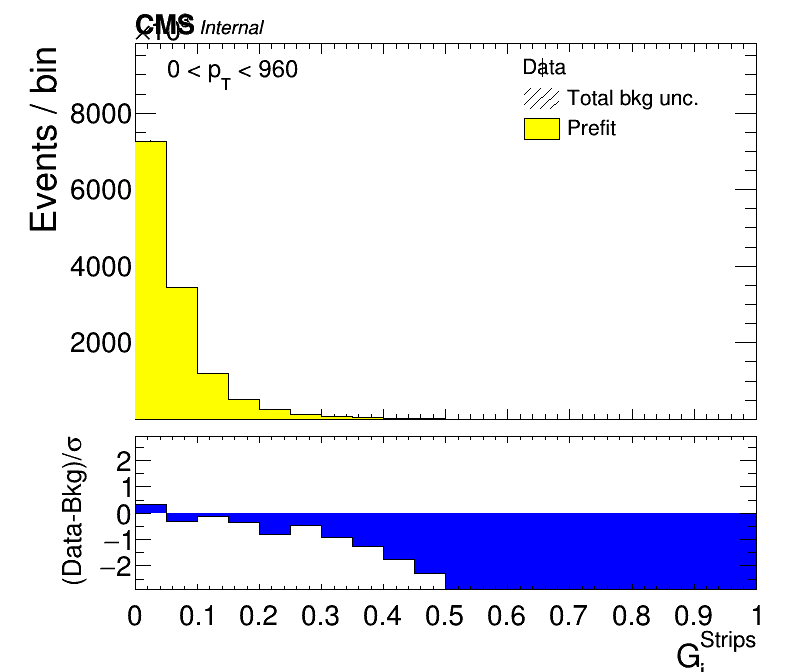 CMS Internal
0 < pT < 960
Data
Total bkg unc.
Prefit
Events / bin
8000
6000
4000
2000
(Data-Bkg)/σ
2
1
0
−1
−2
0 0.1 0.2 0.3 0.4 0.5 0.6 0.7 0.8 0.9 1
G_i^Strips